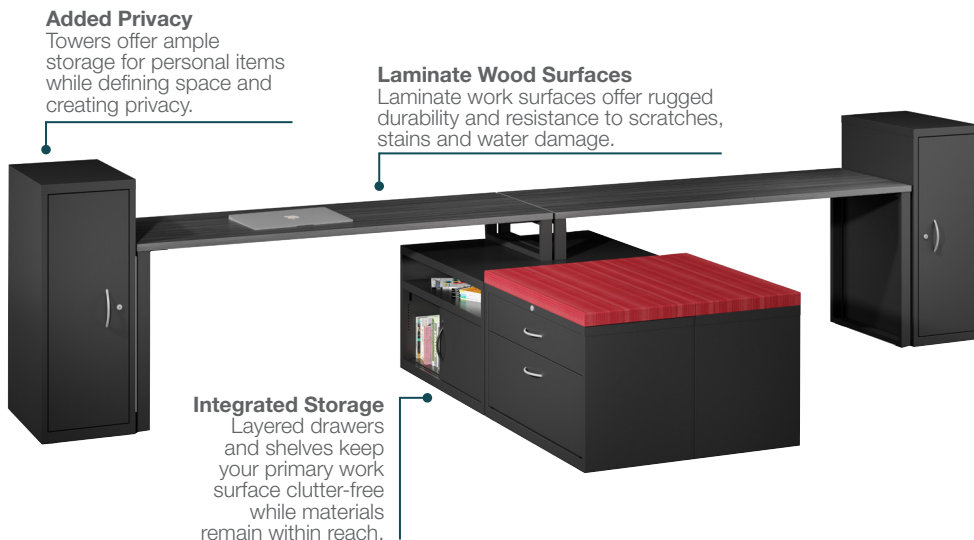 Added Privacy
Towers offer ample
storage for personal items
while defining space and
creating privacy.
Laminate Wood Surfaces
Laminate work surfaces offer rugged
durability and resistance to scratches,
stains and water damage.
Integrated Storage
Layered drawers
and shelves keep
your primary work
surface clutter-free
while materials
remain within reach.